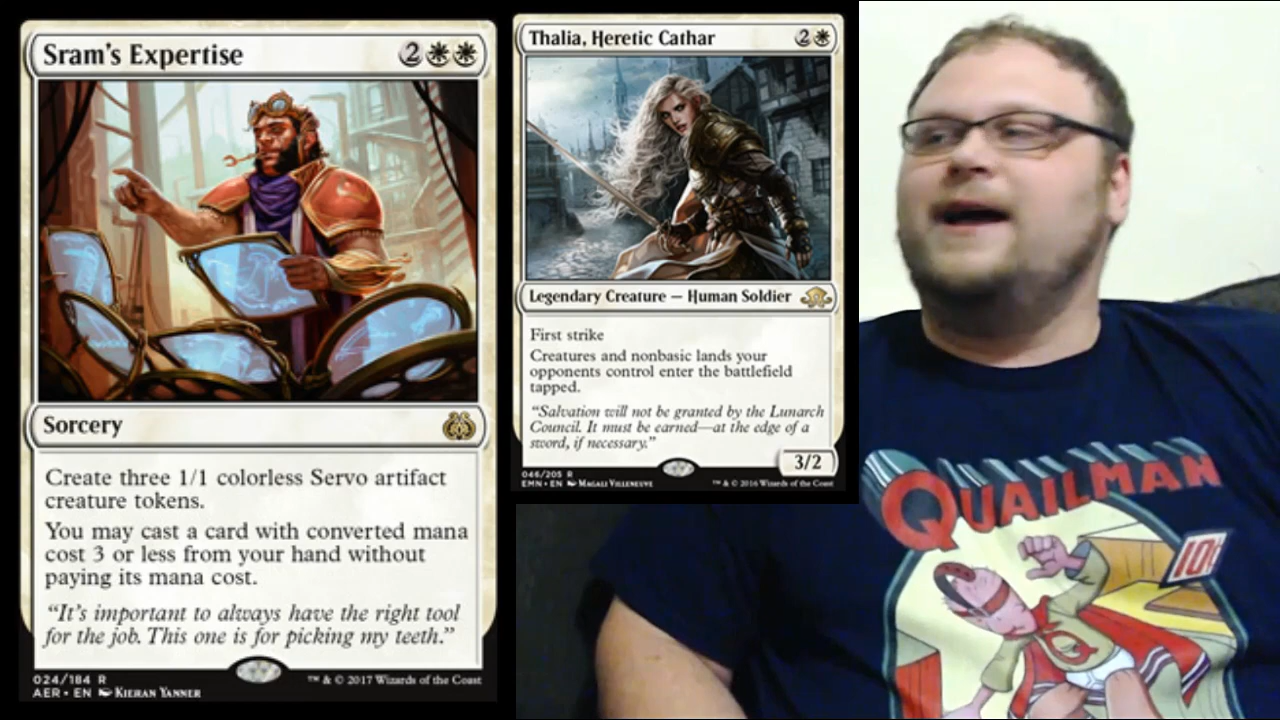 Sram's Expertise 2
Sorcery
Create three 1/1 colorless Servo artifact
creature tokens.
You may cast a card with converted mana
cost 3 or less from your hand without
paying its mana cost.
"It's important to always have the right tool
for the job. This one is for picking my teeth."
024/184 R
AER • EN KIERAN YANNER
™ & © 2017 Wizards of the Coast
Thalia, Heretic Cathar 2
Legendary Creature — Human Soldier
First strike
Creatures and nonbasic lands your
opponents control enter the battlefield
tapped.
"Salvation will not be granted by the Lunarch
Council. It must be earned—at the edge of a
sword, if necessary."
3/2
046/205 R
EMN • EN MAGALI VILLENEUVE
™ & © 2016 Wizards of the Coast
QUAILMAN
10¢
Q